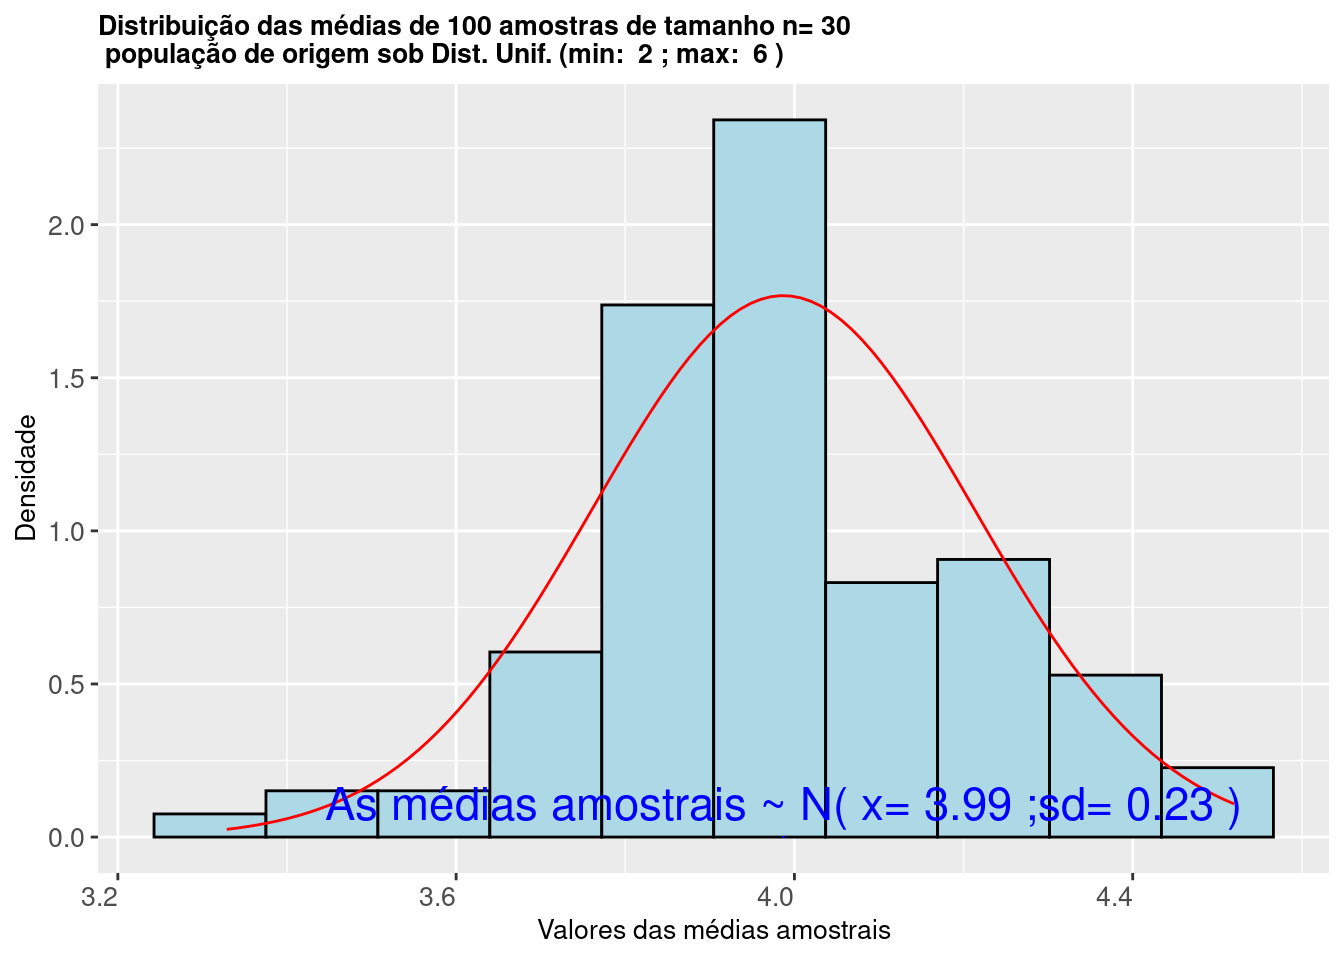 Distribuição das médias de 100 amostras de tamanho n= 30
população de origem sob Dist. Unif. (min:  2 ; max:  6 )
Densidade
2.0
1.5
1.0
0.5
0.0
As médias amostrais ~ N( x= 3.99 ;sd= 0.23 )
3.2
3.6
4.0
4.4
Valores das médias amostrais